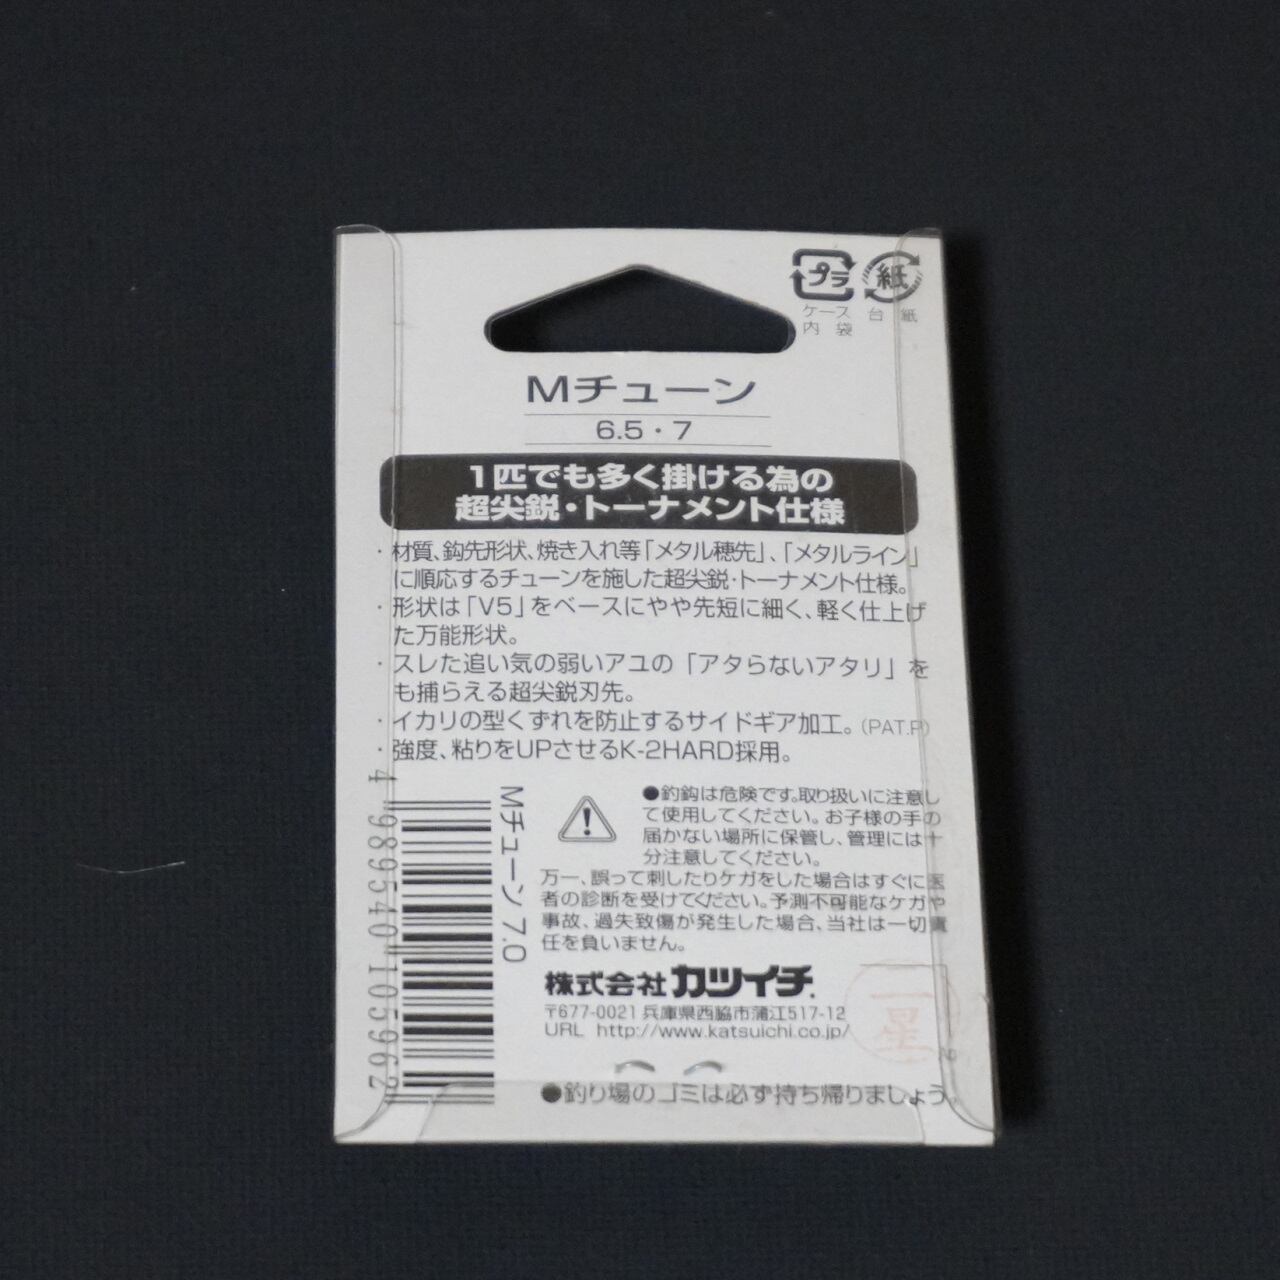 プラ 紙
ケース 台紙
内袋
Mチューン
6.5・7
1匹でも多く掛ける為の
超尖鋭・トーナメント仕様
・材質、鈎先形状、焼き入れ等「メタル穂先」、「メタルライン」
に順応するチューンを施した超尖鋭・トーナメント仕様。
・形状は「V5」をベースにやや先短に細く、軽く仕上げ
た万能形状。
・スレた追い気の弱いアユの「アタらないアタリ」を
も捕らえる超尖鋭刃先。
・イカリの型くずれを防止するサイドギア加工。(PAT.P)
・強度、粘りをUPさせるK-2HARD採用。
Mチューン 7.0
4 989540 105962
●釣鈎は危険です。取り扱いに注意し
て使用してください。お子様の手の
届かない場所に保管し、管理には十
分注意してください。
万一、誤って刺したりケガをした場合はすぐに医
者の診断を受けてください。予測不可能なケガや
事故、過失致傷が発生した場合、当社は一切責
任を負いません。
株式会社カツイチ.
〒677-0021 兵庫県西脇市蒲江517-12
URL http://www.katsuichi.co.jp/
一星
●釣り場のゴミは必ず持ち帰りましょう。